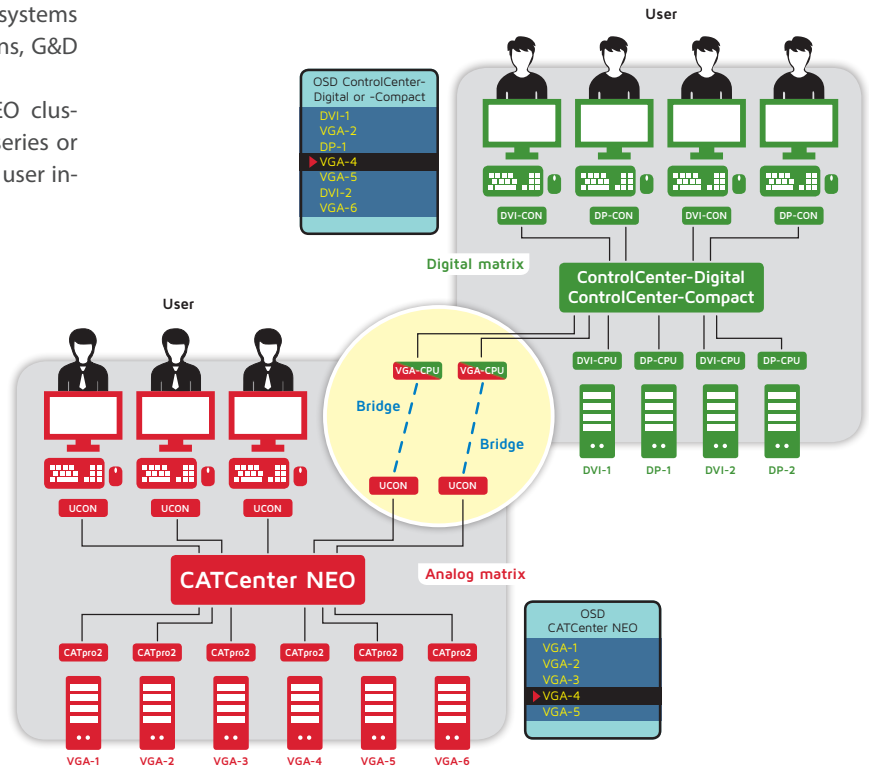 systems
ns, G&D
EO clus-
series or
user in-
User
OSD ControlCenter-
Digital or -Compact
DVI-1
VGA-2
DP-1
VGA-4
VGA-5
DVI-2
VGA-6
DVI-CON DP-CON DVI-CON DP-CON
Digital matrix
ControlCenter-Digital
ControlCenter-Compact
DVI-CPU DP-CPU DVI-CPU DP-CPU
DVI-1 DP-1 DVI-2 DP-2
User
VGA-CPU VGA-CPU
Bridge
Bridge
UCON UCON
UCON UCON UCON
CATCenter NEO
Analog matrix
CATpro2 CATpro2 CATpro2 CATpro2 CATpro2 CATpro2
VGA-1 VGA-2 VGA-3 VGA-4 VGA-5 VGA-6
OSD
CATCenter NEO
VGA-1
VGA-2
VGA-3
VGA-4
VGA-5